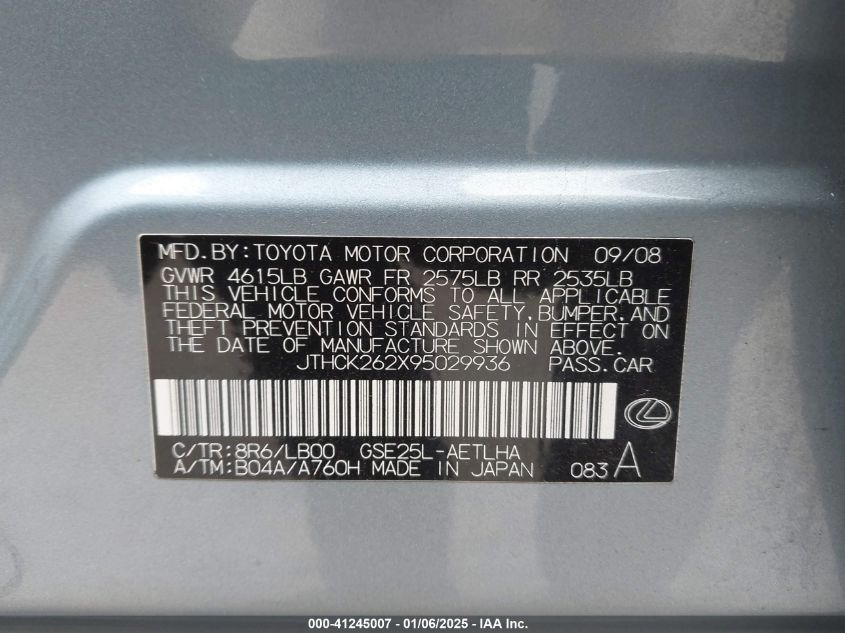 MFD.BY:TOYOTA MOTOR CORPORATION 09/08
GVWR 4615LB GAWR FR 2575LB RR 2535LB
THIS VEHICLE CONFORMS TO ALL APPLICABLE
FEDERAL MOTOR VEHICLE SAFETY,BUMPER,AND
THEFT PREVENTION STANDARDS IN EFFECT ON
THE DATE OF MANUFACTURE SHOWN ABOVE.
JTHCK262X95029936 PASS.CAR
C/TR:8R6/LB00 GSE25L-AETLHA
A/TM:B04A/A760H MADE IN JAPAN 083 A
000-41245007 - 01/06/2025 - IAA Inc.